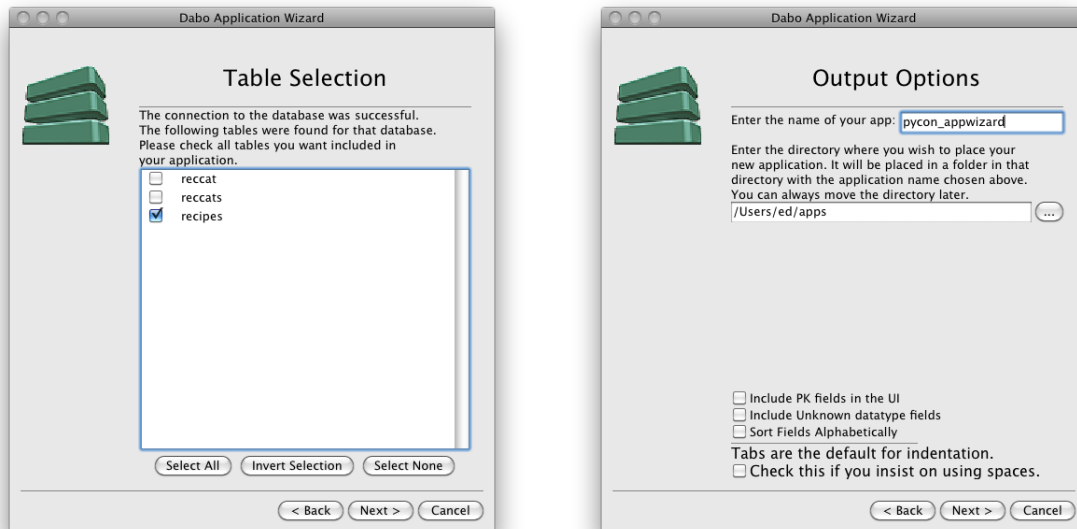 Dabo Application Wizard
Table Selection
The connection to the database was successful.
The following tables were found for that database.
Please check all tables you want included in
your application.
reccat
reccats
recipes
Select All
Invert Selection
Select None
< Back
Next >
Cancel
Dabo Application Wizard
Output Options
Enter the name of your app: pycon_appwizard
Enter the directory where you wish to place your
new application. It will be placed in a folder in that
directory with the application name chosen above.
You can always move the directory later.
/Users/ed/apps
...
Include PK fields in the UI
Include Unknown datatype fields
Sort Fields Alphabetically
Tabs are the default for indentation.
Check this if you insist on using spaces.
< Back
Next >
Cancel